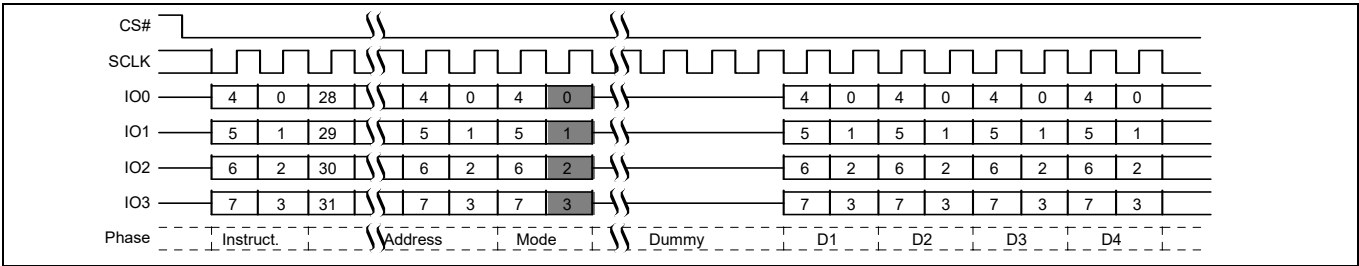 CS#
SCLK
IO0 4 0 28 4 0 4 0 4 0 4 0 4 0 4 0
IO1 5 1 29 5 1 5 1 5 1 5 1 5 1 5 1
IO2 6 2 30 6 2 6 2 6 2 6 2 6 2 6 2
IO3 7 3 31 7 3 7 3 7 3 7 3 7 3 7 3
Phase Instruct. Address Mode Dummy D1 D2 D3 D4